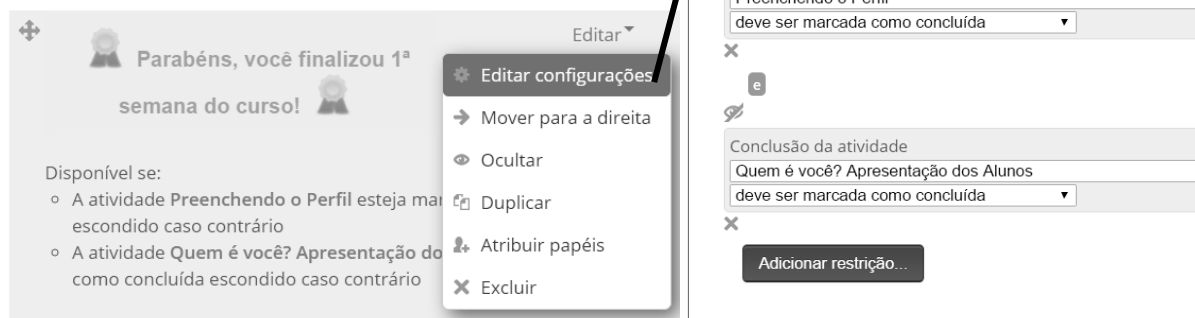 Editar
Parabéns, você finalizou 1ª
semana do curso!
Disponível se:
A atividade Preenchendo o Perfil esteja mar
escondido caso contrário
A atividade Quem é você? Apresentação do
como concluída escondido caso contrário
Editar configurações
Mover para a direita
Ocultar
Duplicar
Atribuir papéis
Excluir
Preenchendo o Perfil
deve ser marcada como concluída
e
Conclusão da atividade
Quem é você? Apresentação dos Alunos
deve ser marcada como concluída
Adicionar restrição...